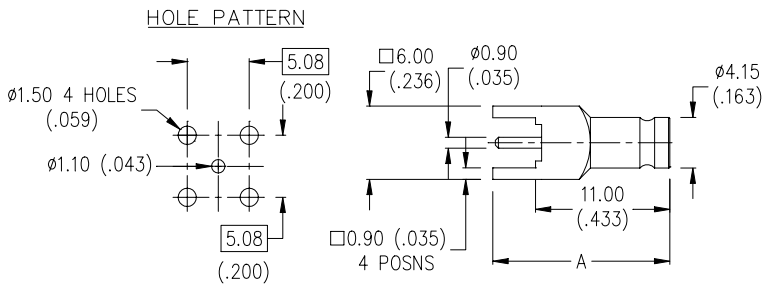 HOLE PATTERN
5.08
(.200)
ø1.50 4 HOLES
(.059)
ø1.10 (.043)
5.08
(.200)
□6.00
(.236)
ø0.90
(.035)
ø4.15
(.163)
11.00
(.433)
□0.90 (.035)
4 POSNS
A